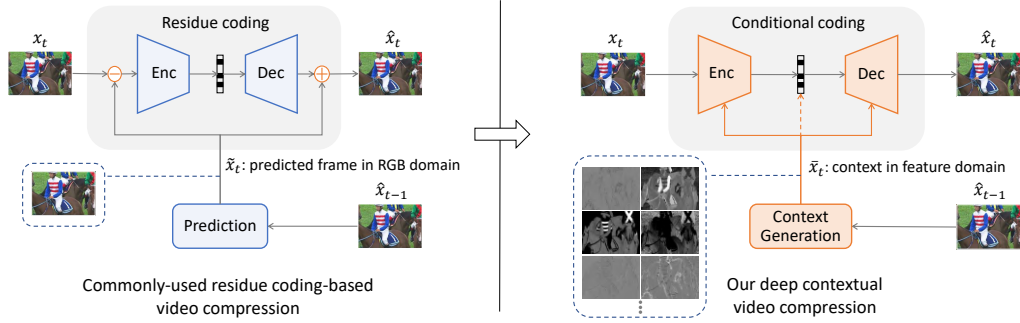 Residue coding
x_t
x̂_t
−
Enc
Dec
+
x̃_t: predicted frame in RGB domain
x̂_{t−1}
Prediction
Commonly-used residue coding-based
video compression
Conditional coding
x_t
x̂_t
Enc
Dec
x̄_t: context in feature domain
x̂_{t−1}
Context
Generation
Our deep contextual
video compression